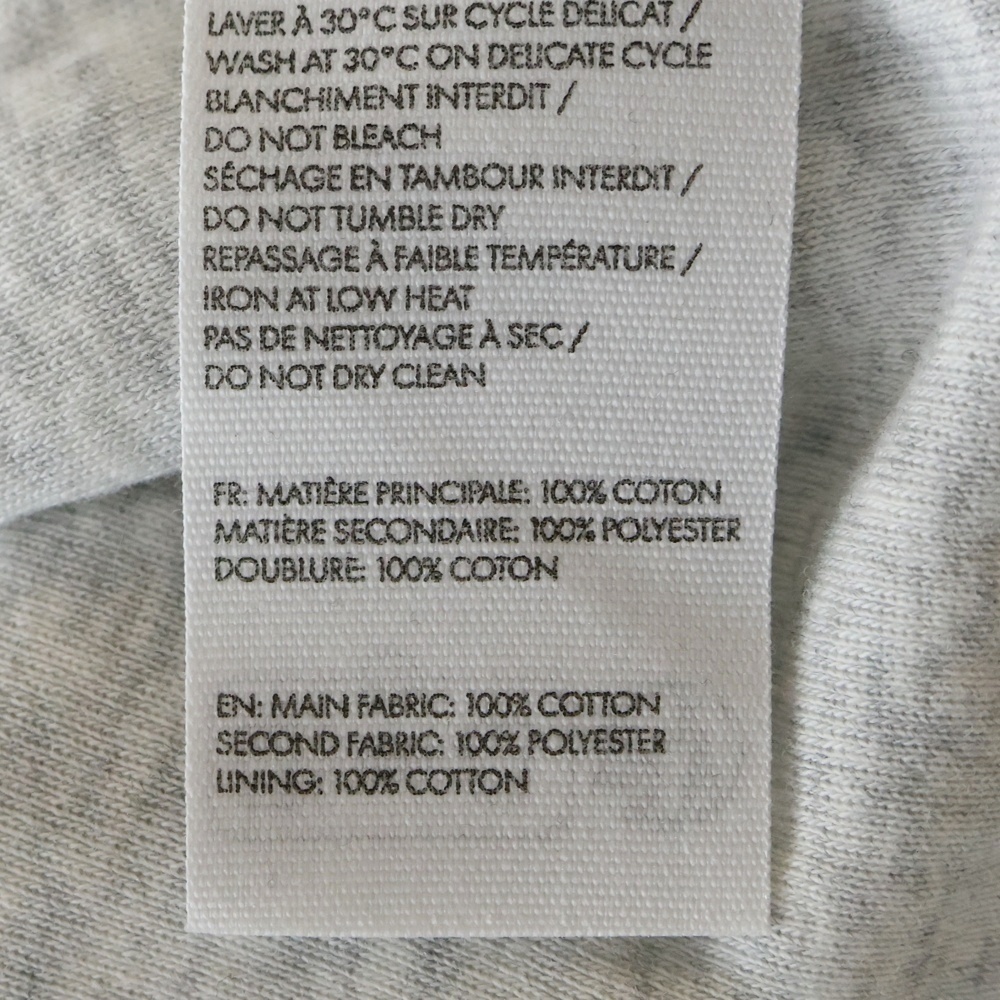 LAVER À 30°C SUR CYCLE DÉLICAT /
WASH AT 30°C ON DELICATE CYCLE
BLANCHIMENT INTERDIT /
DO NOT BLEACH
SÉCHAGE EN TAMBOUR INTERDIT /
DO NOT TUMBLE DRY
REPASSAGE À FAIBLE TEMPÉRATURE /
IRON AT LOW HEAT
PAS DE NETTOYAGE À SEC /
DO NOT DRY CLEAN
FR: MATIÈRE PRINCIPALE: 100% COTON
MATIÈRE SECONDAIRE: 100% POLYESTER
DOUBLURE: 100% COTON
EN: MAIN FABRIC: 100% COTTON
SECOND FABRIC: 100% POLYESTER
LINING: 100% COTTON